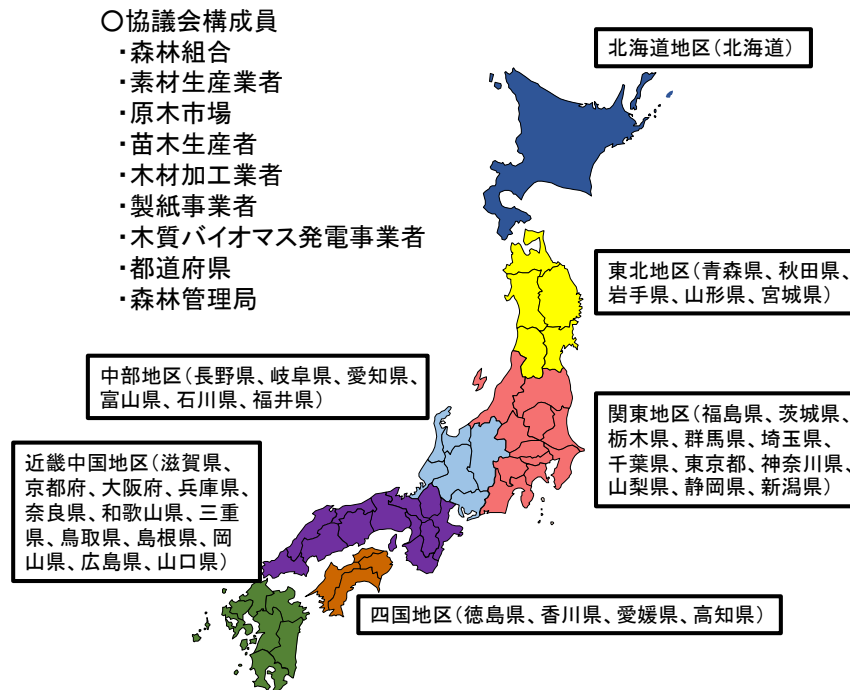 〇協議会構成員
・森林組合
・素材生産業者
・原木市場
・苗木生産者
・木材加工業者
・製紙事業者
・木質バイオマス発電事業者
・都道府県
・森林管理局
北海道地区(北海道)
東北地区(青森県、秋田県、
岩手県、山形県、宮城県)
中部地区(長野県、岐阜県、愛知県、
富山県、石川県、福井県)
関東地区(福島県、茨城県、
栃木県、群馬県、埼玉県、
千葉県、東京都、神奈川県、
山梨県、静岡県、新潟県)
近畿中国地区(滋賀県、
京都府、大阪府、兵庫県、
奈良県、和歌山県、三重
県、鳥取県、島根県、岡
山県、広島県、山口県)
四国地区(徳島県、香川県、愛媛県、高知県)